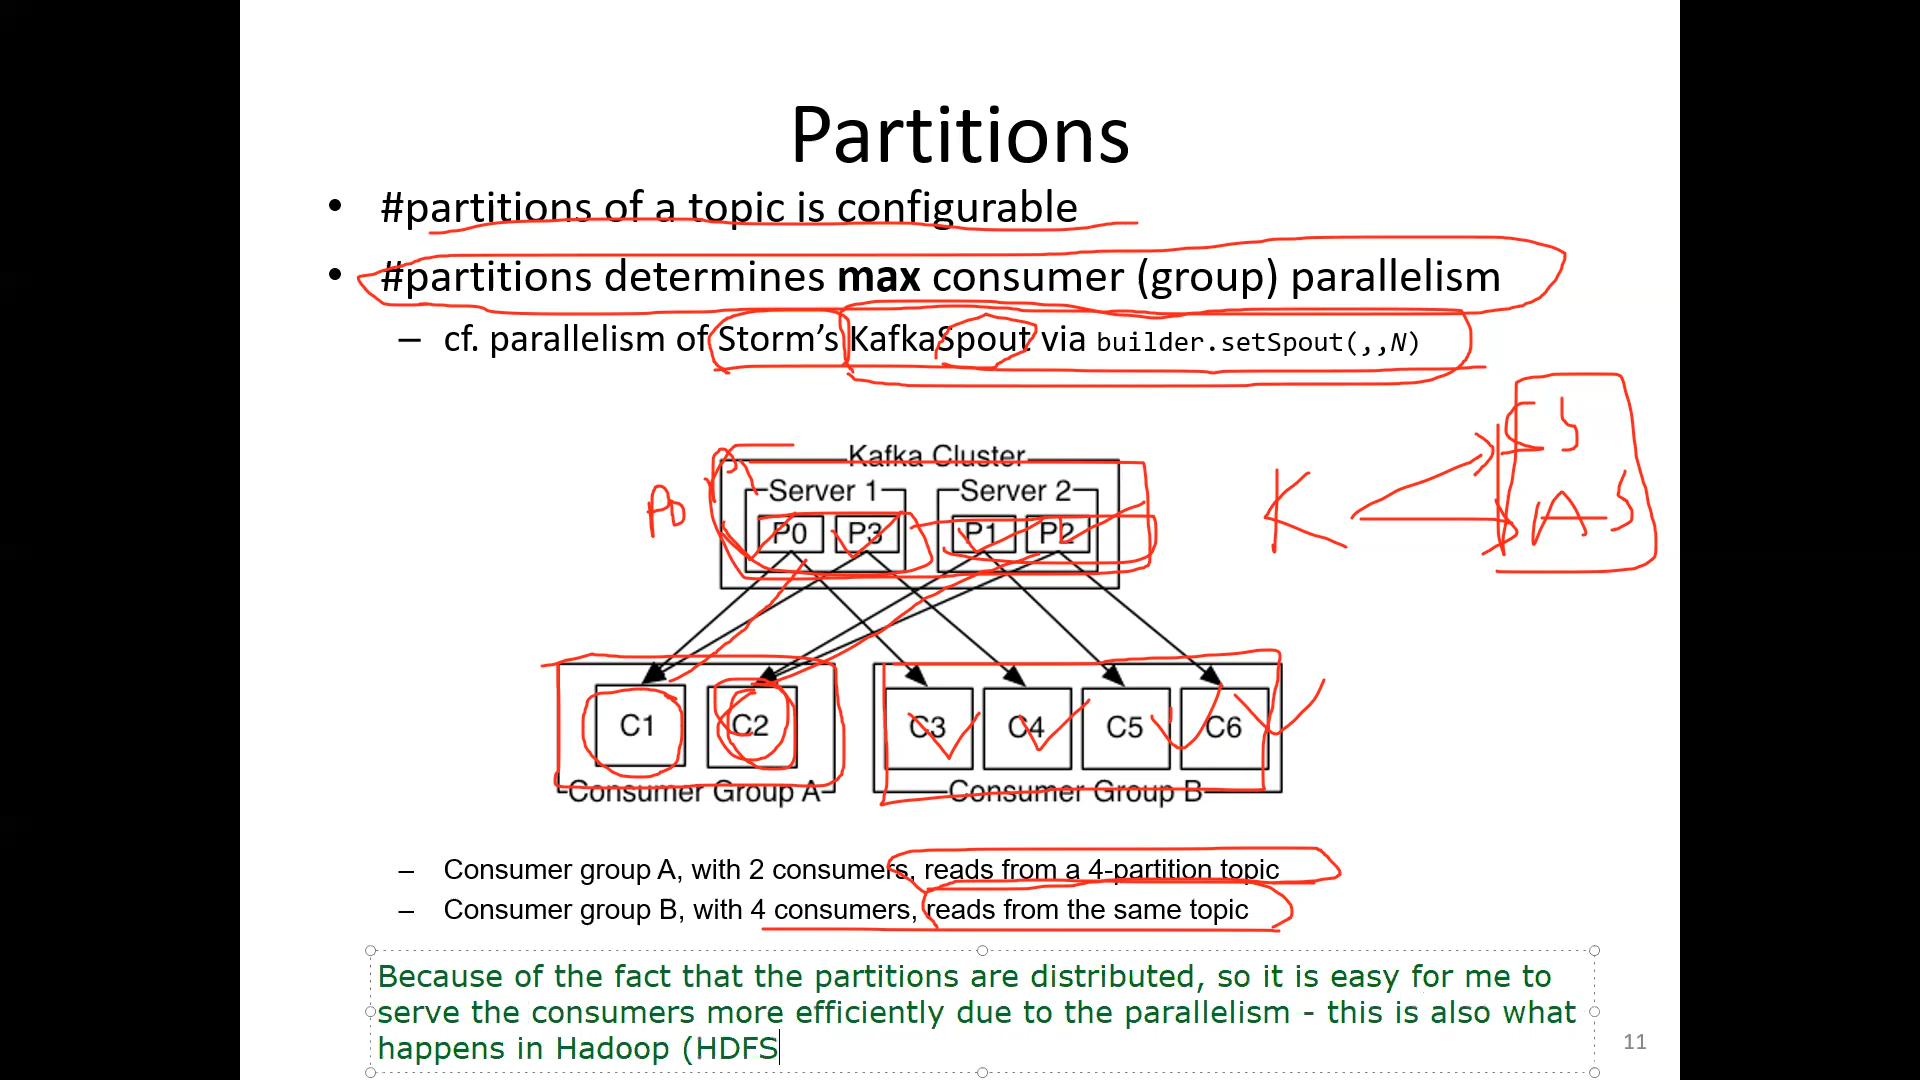 Partitions
• #partitions of a topic is configurable
• #partitions determines max consumer (group) parallelism
– cf. parallelism of Storm's KafkaSpout via builder.setSpout(,,N)
Kafka Cluster
Server 1 Server 2
P0 P3 P1 P2
K
C1 C2 C3 C4 C5 C6
Consumer Group A Consumer Group B
– Consumer group A, with 2 consumers, reads from a 4-partition topic
– Consumer group B, with 4 consumers, reads from the same topic
Because of the fact that the partitions are distributed, so it is easy for me to
serve the consumers more efficiently due to the parallelism - this is also what
happens in Hadoop (HDFS
11